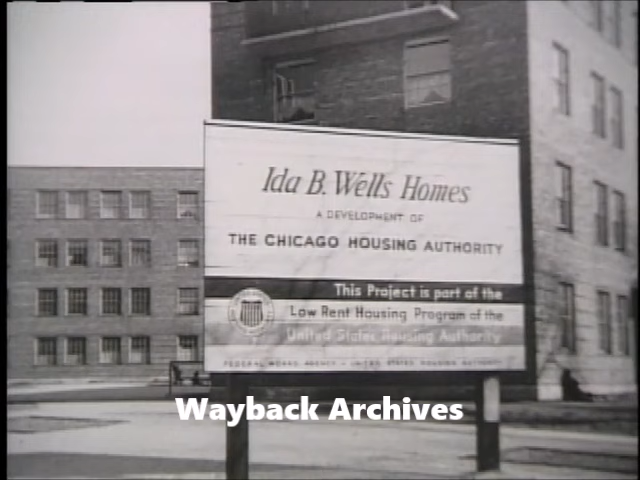 Ida B. Wells Homes
A DEVELOPMENT OF
THE CHICAGO HOUSING AUTHORITY
This Project is part of the
Low Rent Housing Program of the
United States Housing Authority
FEDERAL WORKS AGENCY - UNITED STATES HOUSING AUTHORITY
Wayback Archives